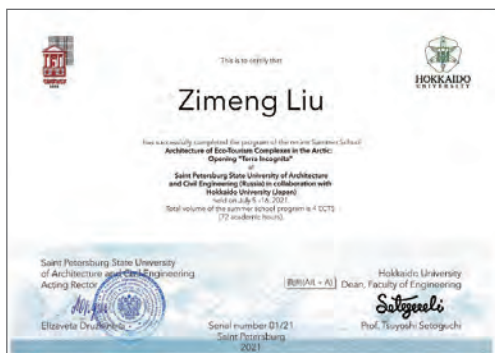 This is to certify that
HOKKAIDO
UNIVERSITY
Zimeng Liu
has successfully completed the program of the online Summer School
Architecture of Eco-Tourism Complexes in the Arctic:
Opening "Terra Incognita"
of
Saint Petersburg State University of Architecture
and Civil Engineering (Russia) in collaboration with
Hokkaido University (Japan)
held on July 5 -16, 2021
Total volume of the summer school program is 4 ECTS
(72 academic hours).
Saint Petersburg State University
of Architecture and Civil Engineering
Acting Rector
Elizaveta
Hokkaido University
Dean, Faculty of Engineering
Prof. Tsuyoshi Setoguchi
Serial number 01/21
Saint Petersburg
2021